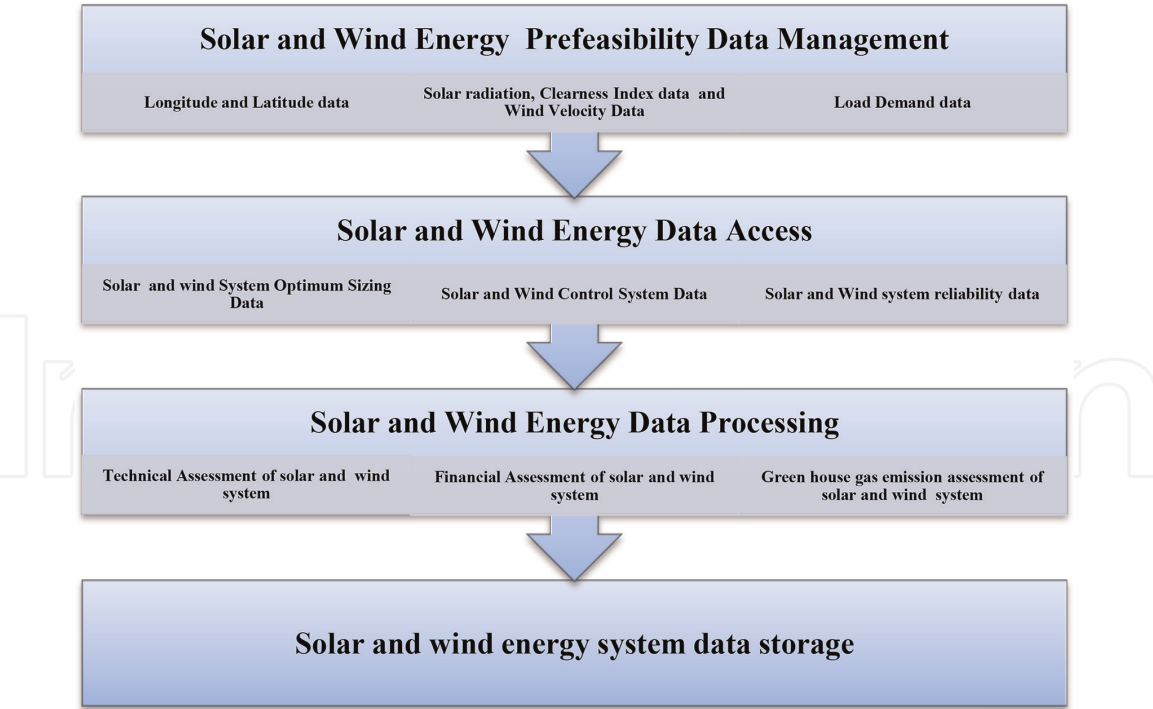 Solar and Wind Energy Prefeasibility Data Management
Longitude and Latitude data
Solar radiation, Clearness Index data and
Wind Velocity Data
Load Demand data
Solar and Wind Energy Data Access
Solar and wind System Optimum Sizing
Data
Solar and Wind Control System Data
Solar and Wind system reliability data
Solar and Wind Energy Data Processing
Technical Assessment of solar and wind
system
Financial Assessment of solar and wind
system
Green house gas emission assessment of
solar and wind system
Solar and wind energy system data storage